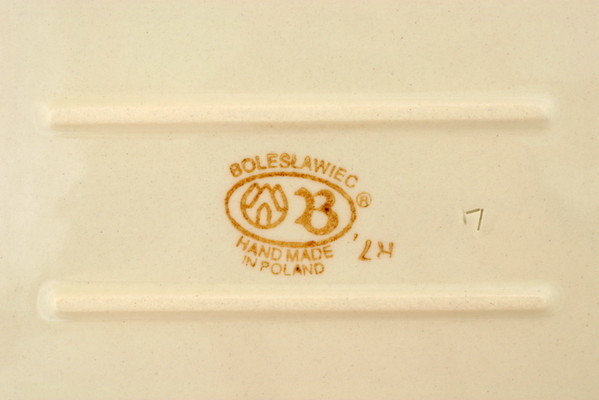 BOLESŁAWIEC
B ®
HAND MADE
IN POLAND